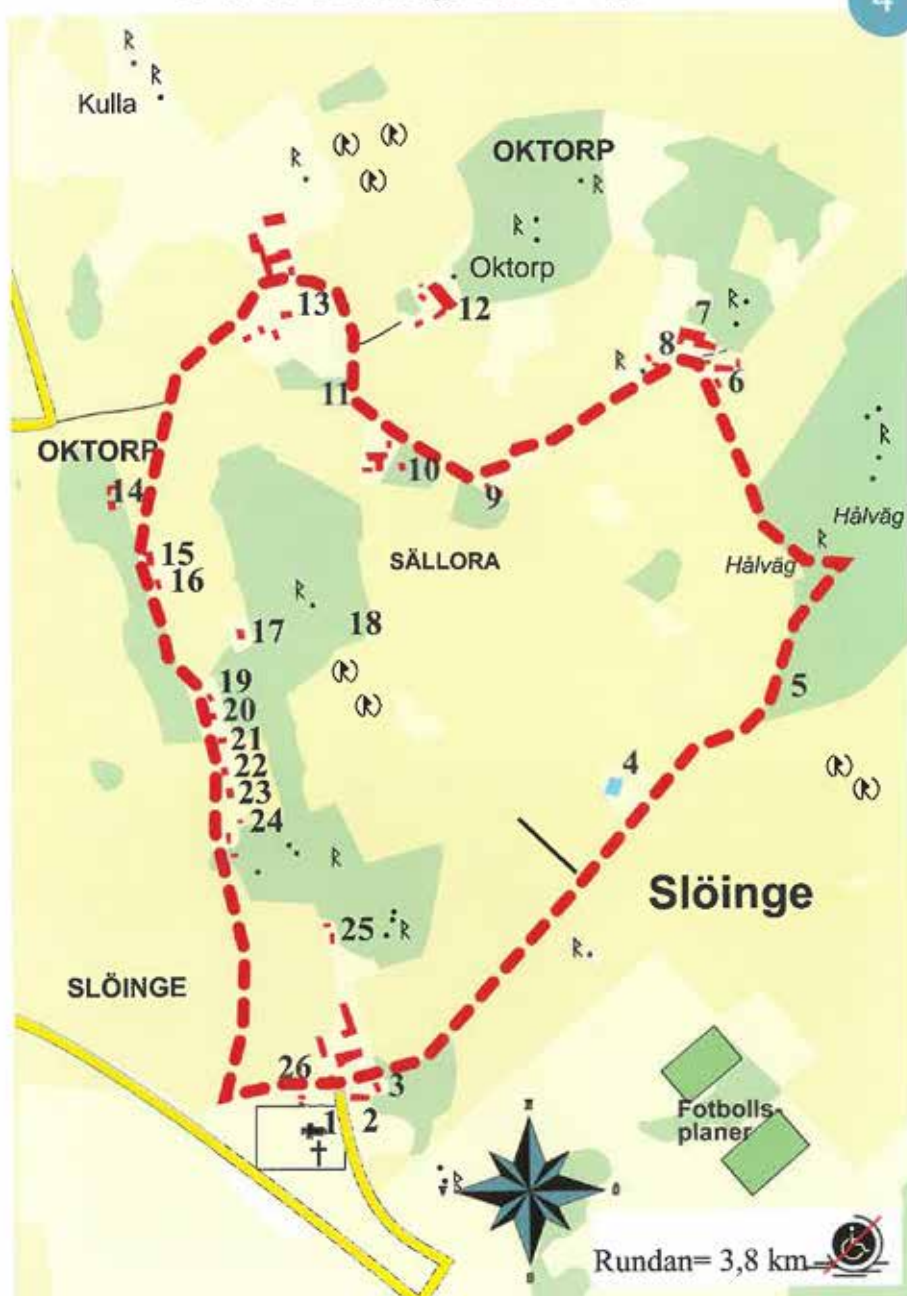 4
R
R
Kulla
R
(R)
(R)
(R)
OKTORP
R
R
Oktorp
12
13
R
7
8
R
6
11
OKTORP
10
9
14
R
Hålväg
R
Hålväg
15
16
SÄLLORA
R
17
18
(R)
(R)
19
20
21
22
23
24
5
4
(R)
(R)
R
Slöinge
25
R
R
SLÖINGE
26
3
1
2
Fotbolls-
planer
R
N
V
Ö
S
Rundan= 3,8 km